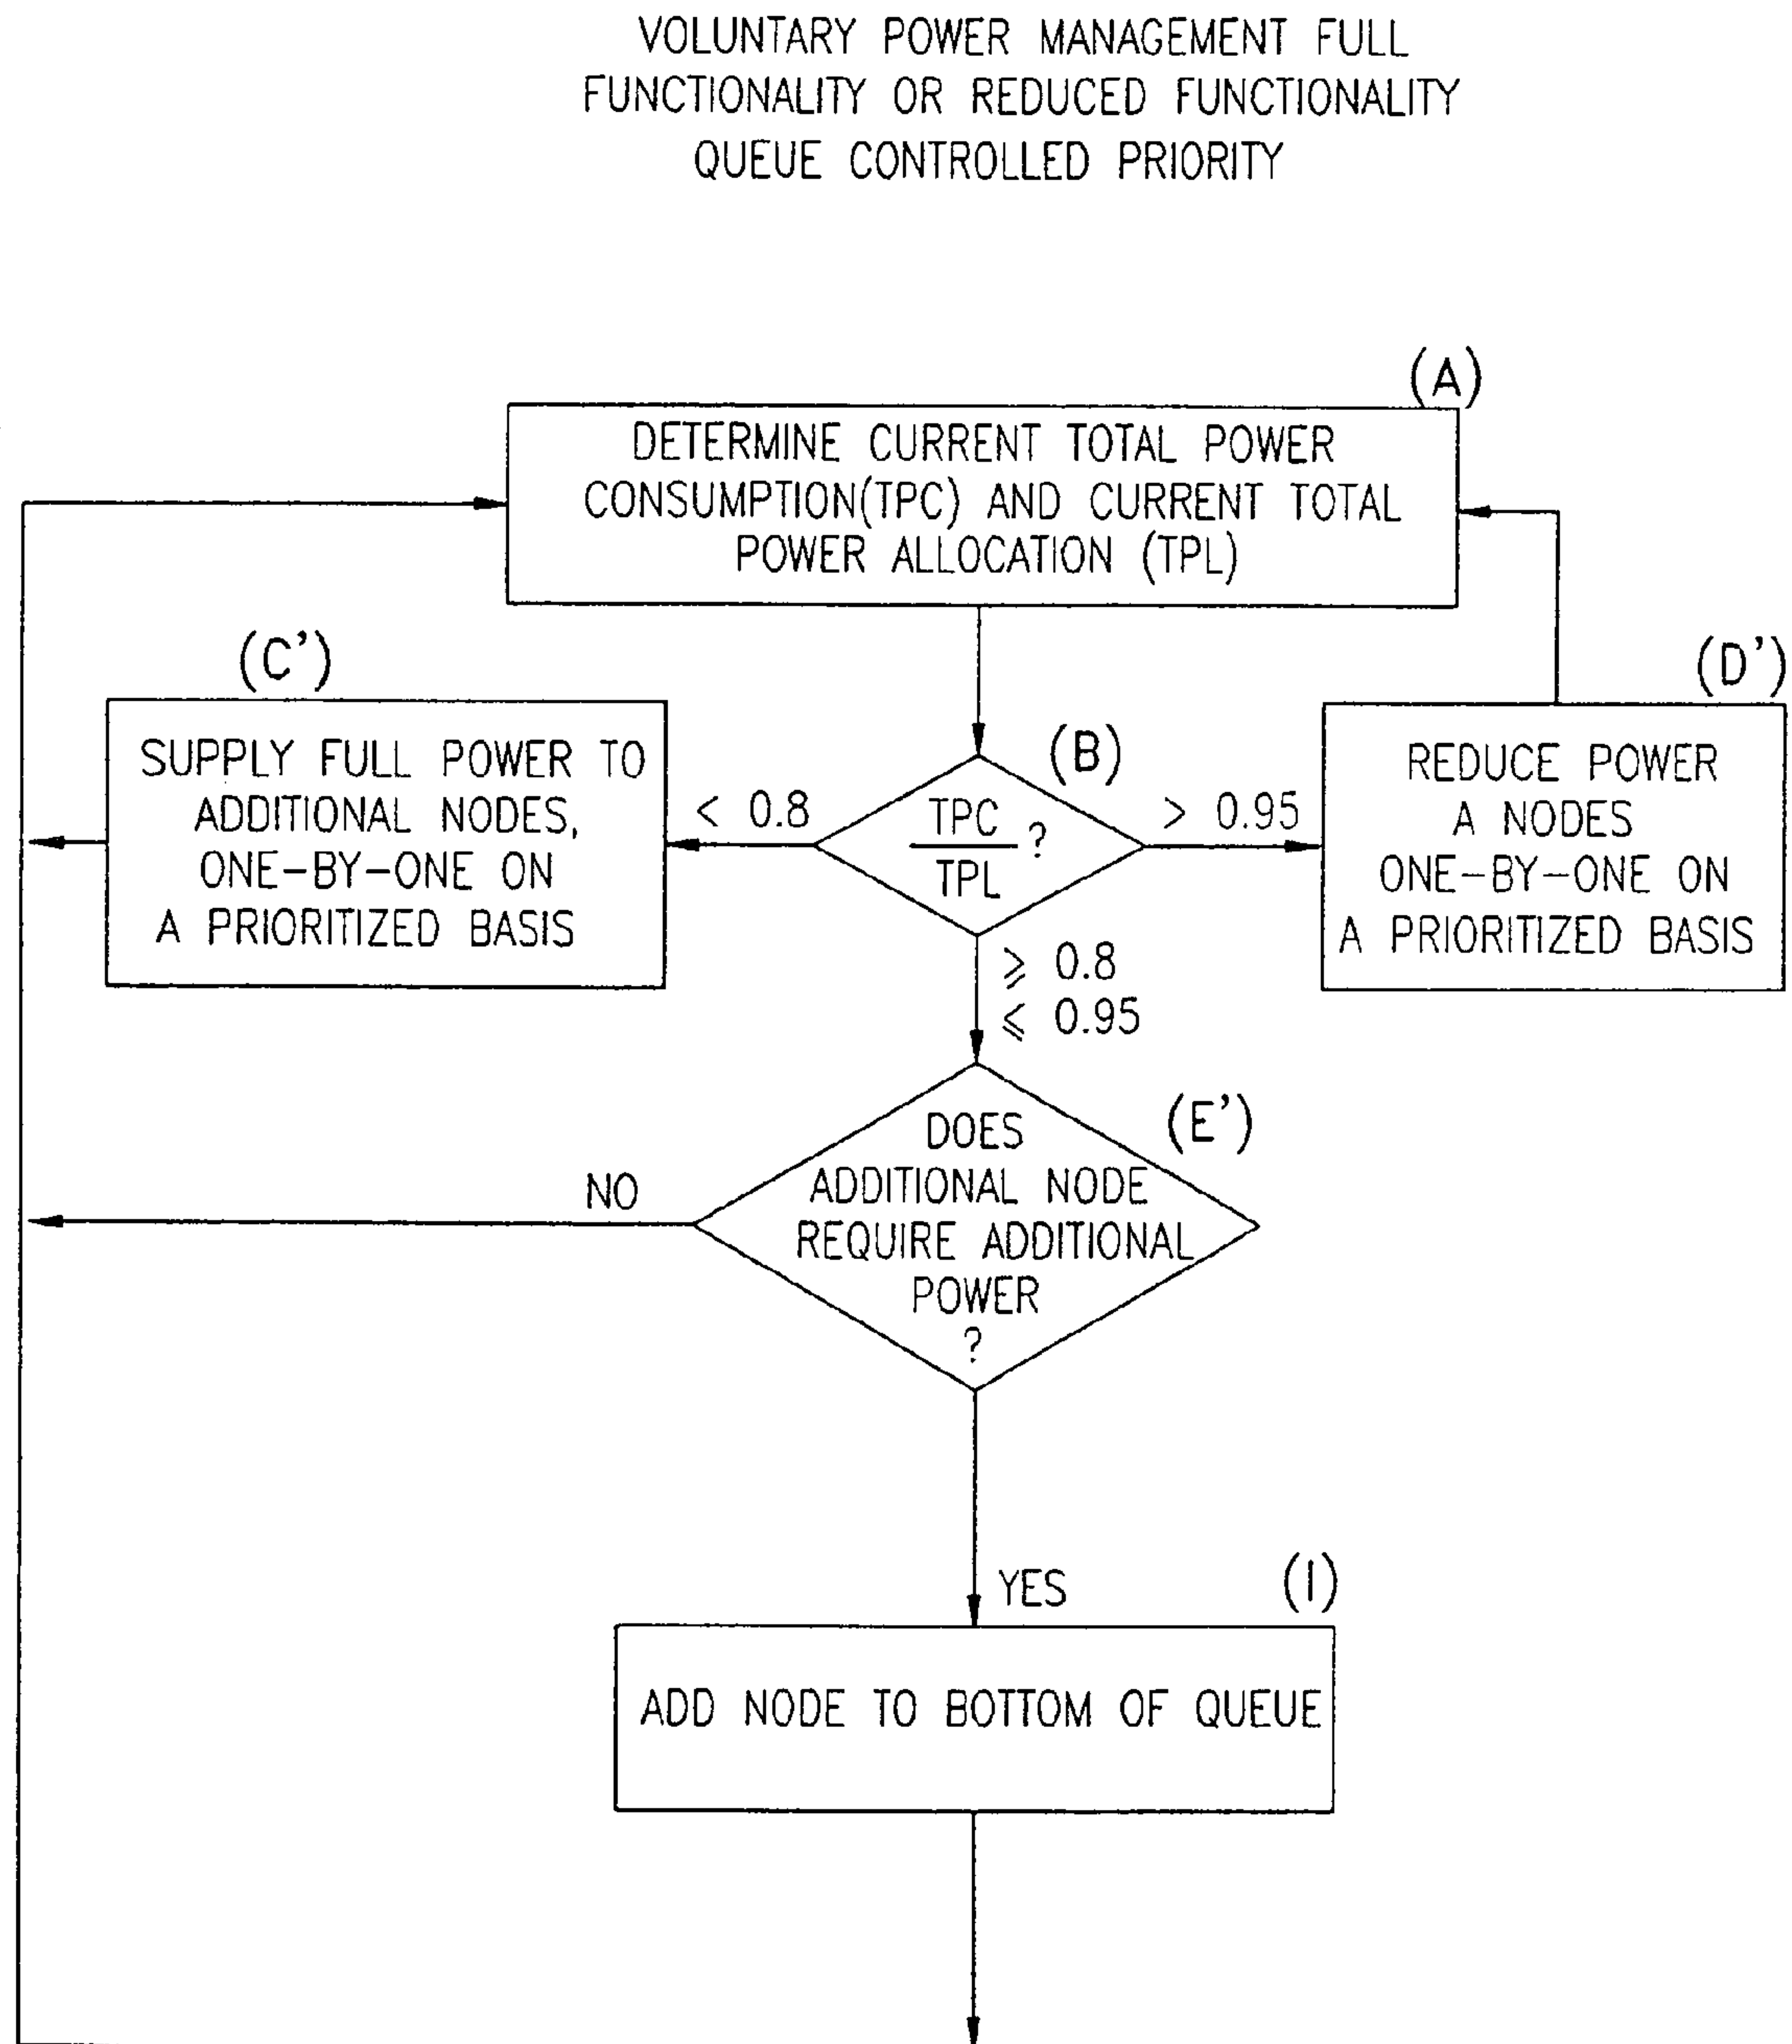 VOLUNTARY POWER MANAGEMENT FULL
FUNCTIONALITY OR REDUCED FUNCTIONALITY
QUEUE CONTROLLED PRIORITY
(A)
DETERMINE CURRENT TOTAL POWER
CONSUMPTION(TPC) AND CURRENT TOTAL
POWER ALLOCATION (TPL)
(C')
SUPPLY FULL POWER TO
ADDITIONAL NODES,
ONE-BY-ONE ON
A PRIORITIZED BASIS
< 0.8
(B)
TPC
?
TPL
> 0.95
(D')
REDUCE POWER
A NODES
ONE-BY-ONE ON
A PRIORITIZED BASIS
⩾ 0.8
⩽ 0.95
(E')
DOES
ADDITIONAL NODE
REQUIRE ADDITIONAL
POWER
?
NO
YES
(I)
ADD NODE TO BOTTOM OF QUEUE